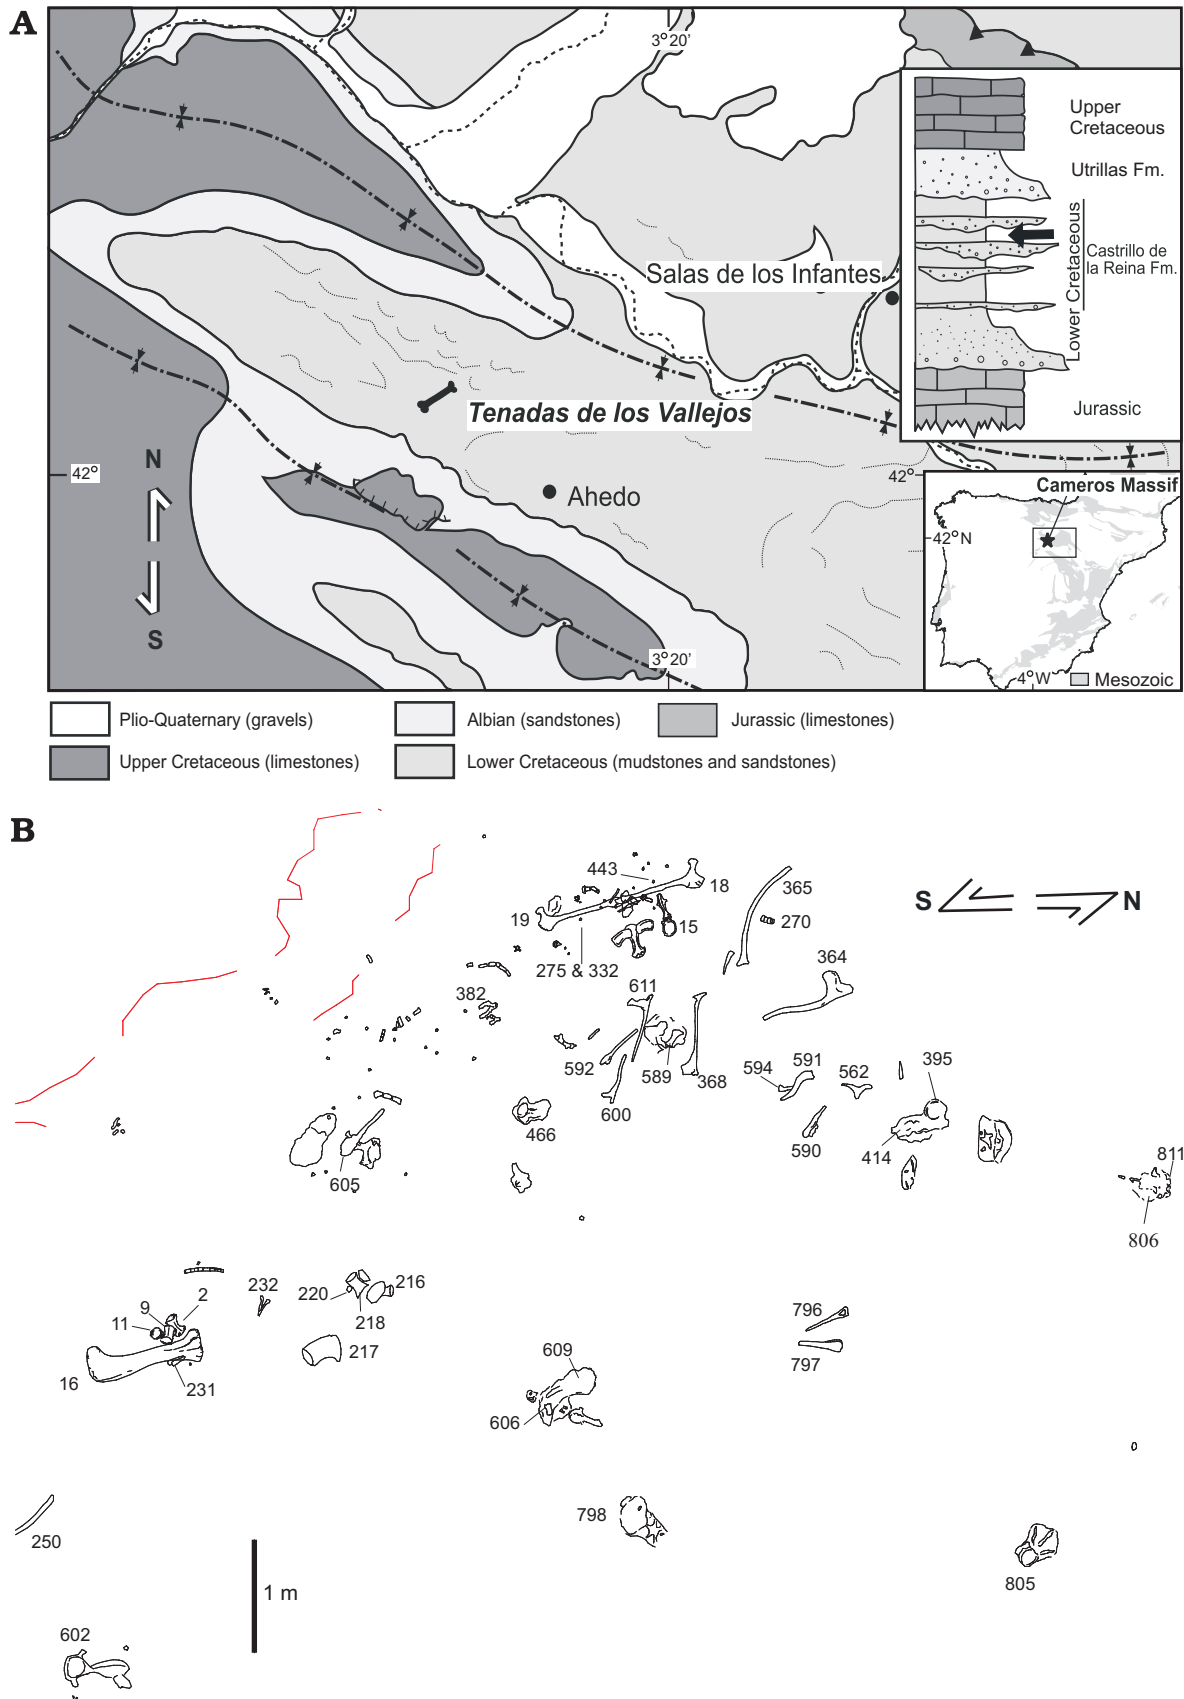 A
3°20'
Upper
Cretaceous
Utrillas Fm.
Lower Cretaceous
Castrillo de
la Reina Fm.
Jurassic
Salas de los Infantes
Tenadas de los Vallejos
42°
42°
N
S
Ahedo
3°20'
Cameros Massif
42°N
4°W
Mesozoic
Plio-Quaternary (gravels)
Albian (sandstones)
Jurassic (limestones)
Upper Cretaceous (limestones)
Lower Cretaceous (mudstones and sandstones)
B
443
18
365
S
N
19
15
270
275 & 332
364
382
611
592
589
368
594
591
562
395
600
466
590
414
605
811
806
232
220
216
9
2
11
218
796
217
609
797
16
231
606
250
798
805
1 m
602